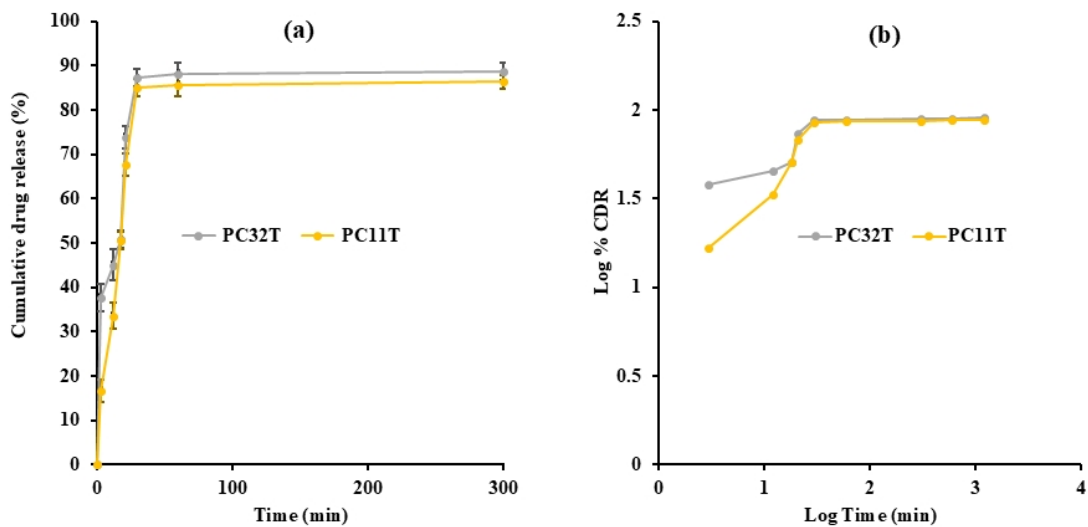 (a)
Cumulative drug release (%)
100
90
80
70
60
50
40
30
20
10
0
PC32T
PC11T
0 100 200 300
Time (min)
(b)
Log % CDR
2.5
2
1.5
1
0.5
0
PC32T
PC11T
0 1 2 3 4
Log Time (min)